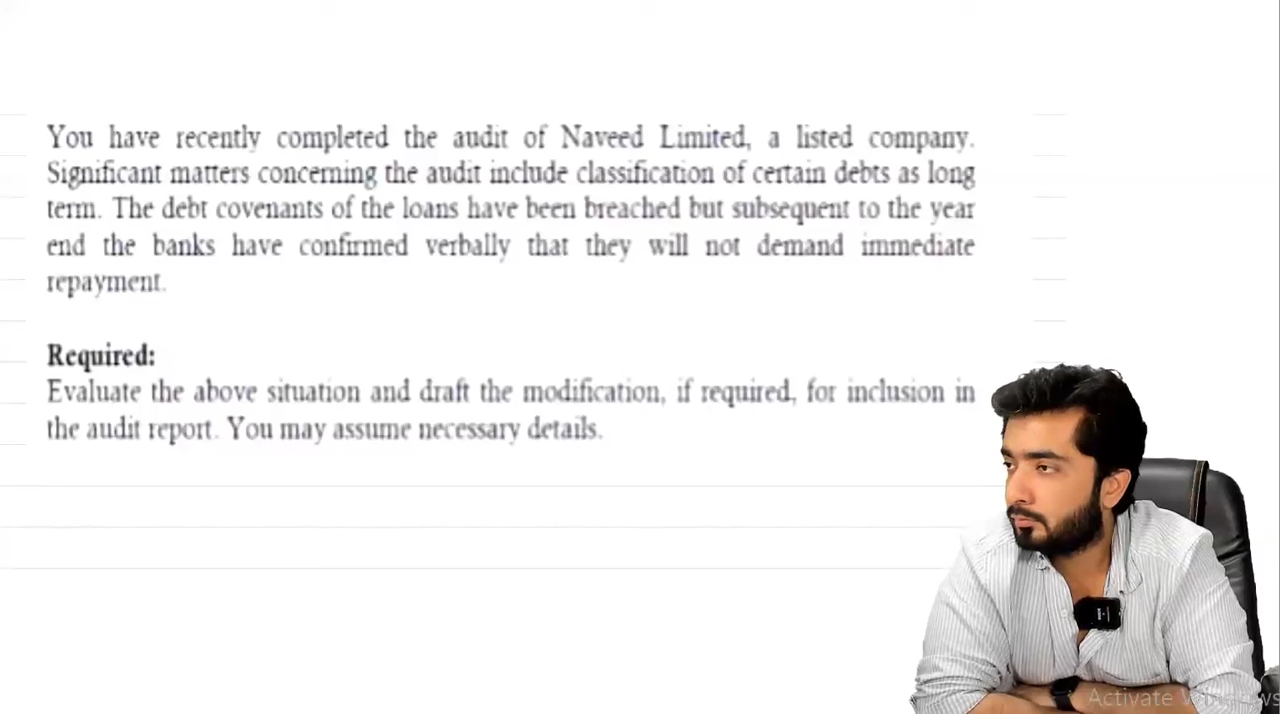 You have recently completed the audit of Naveed Limited, a listed company.
Significant matters concerning the audit include classification of certain debts as long
term. The debt covenants of the loans have been breached but subsequent to the year
end the banks have confirmed verbally that they will not demand immediate
repayment.
Required:
Evaluate the above situation and draft the modification, if required, for inclusion in
the audit report. You may assume necessary details.
Activate Windows